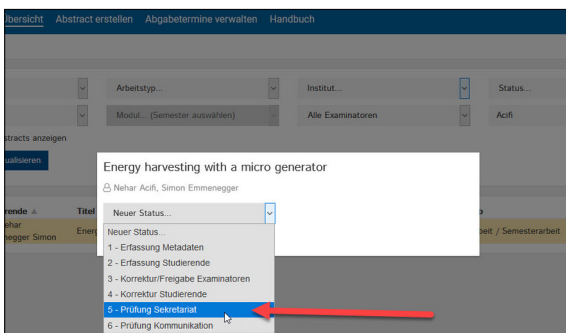 Übersicht Abstract erstellen Abgabetermine verwalten Handbuch
Arbeitstyp... Institut... Status...
Modul... (Semester auswählen) Alle Examinatoren Acifi
stracts anzeigen
ualisieren
Energy harvesting with a micro generator
Nehar Acifi, Simon Emmenegger
rende Titel
Neuer Status...
ehar
negger Simon Energ beit / Semesterarbeit
Neuer Status...
1 - Erfassung Metadaten
2 - Erfassung Studierende
3 - Korrektur/Freigabe Examinatoren
4 - Korrektur Studierende
5 - Prüfung Sekretariat
6 - Prüfung Kommunikation